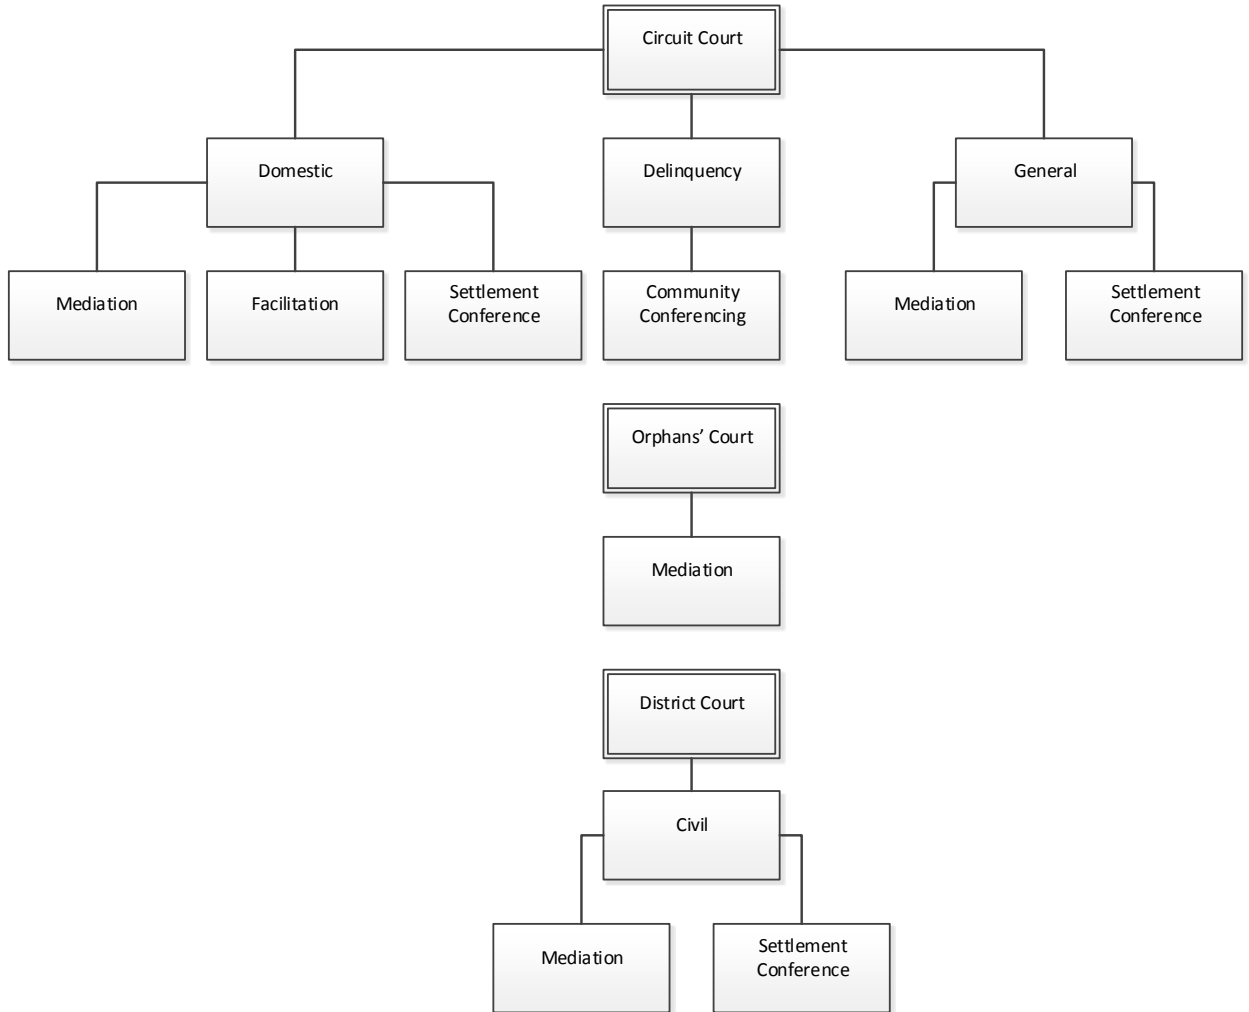 Circuit Court
Domestic
Delinquency
General
Mediation
Facilitation
Settlement
Conference
Community
Conferencing
Mediation
Settlement
Conference
Orphans’ Court
Mediation
District Court
Civil
Mediation
Settlement
Conference